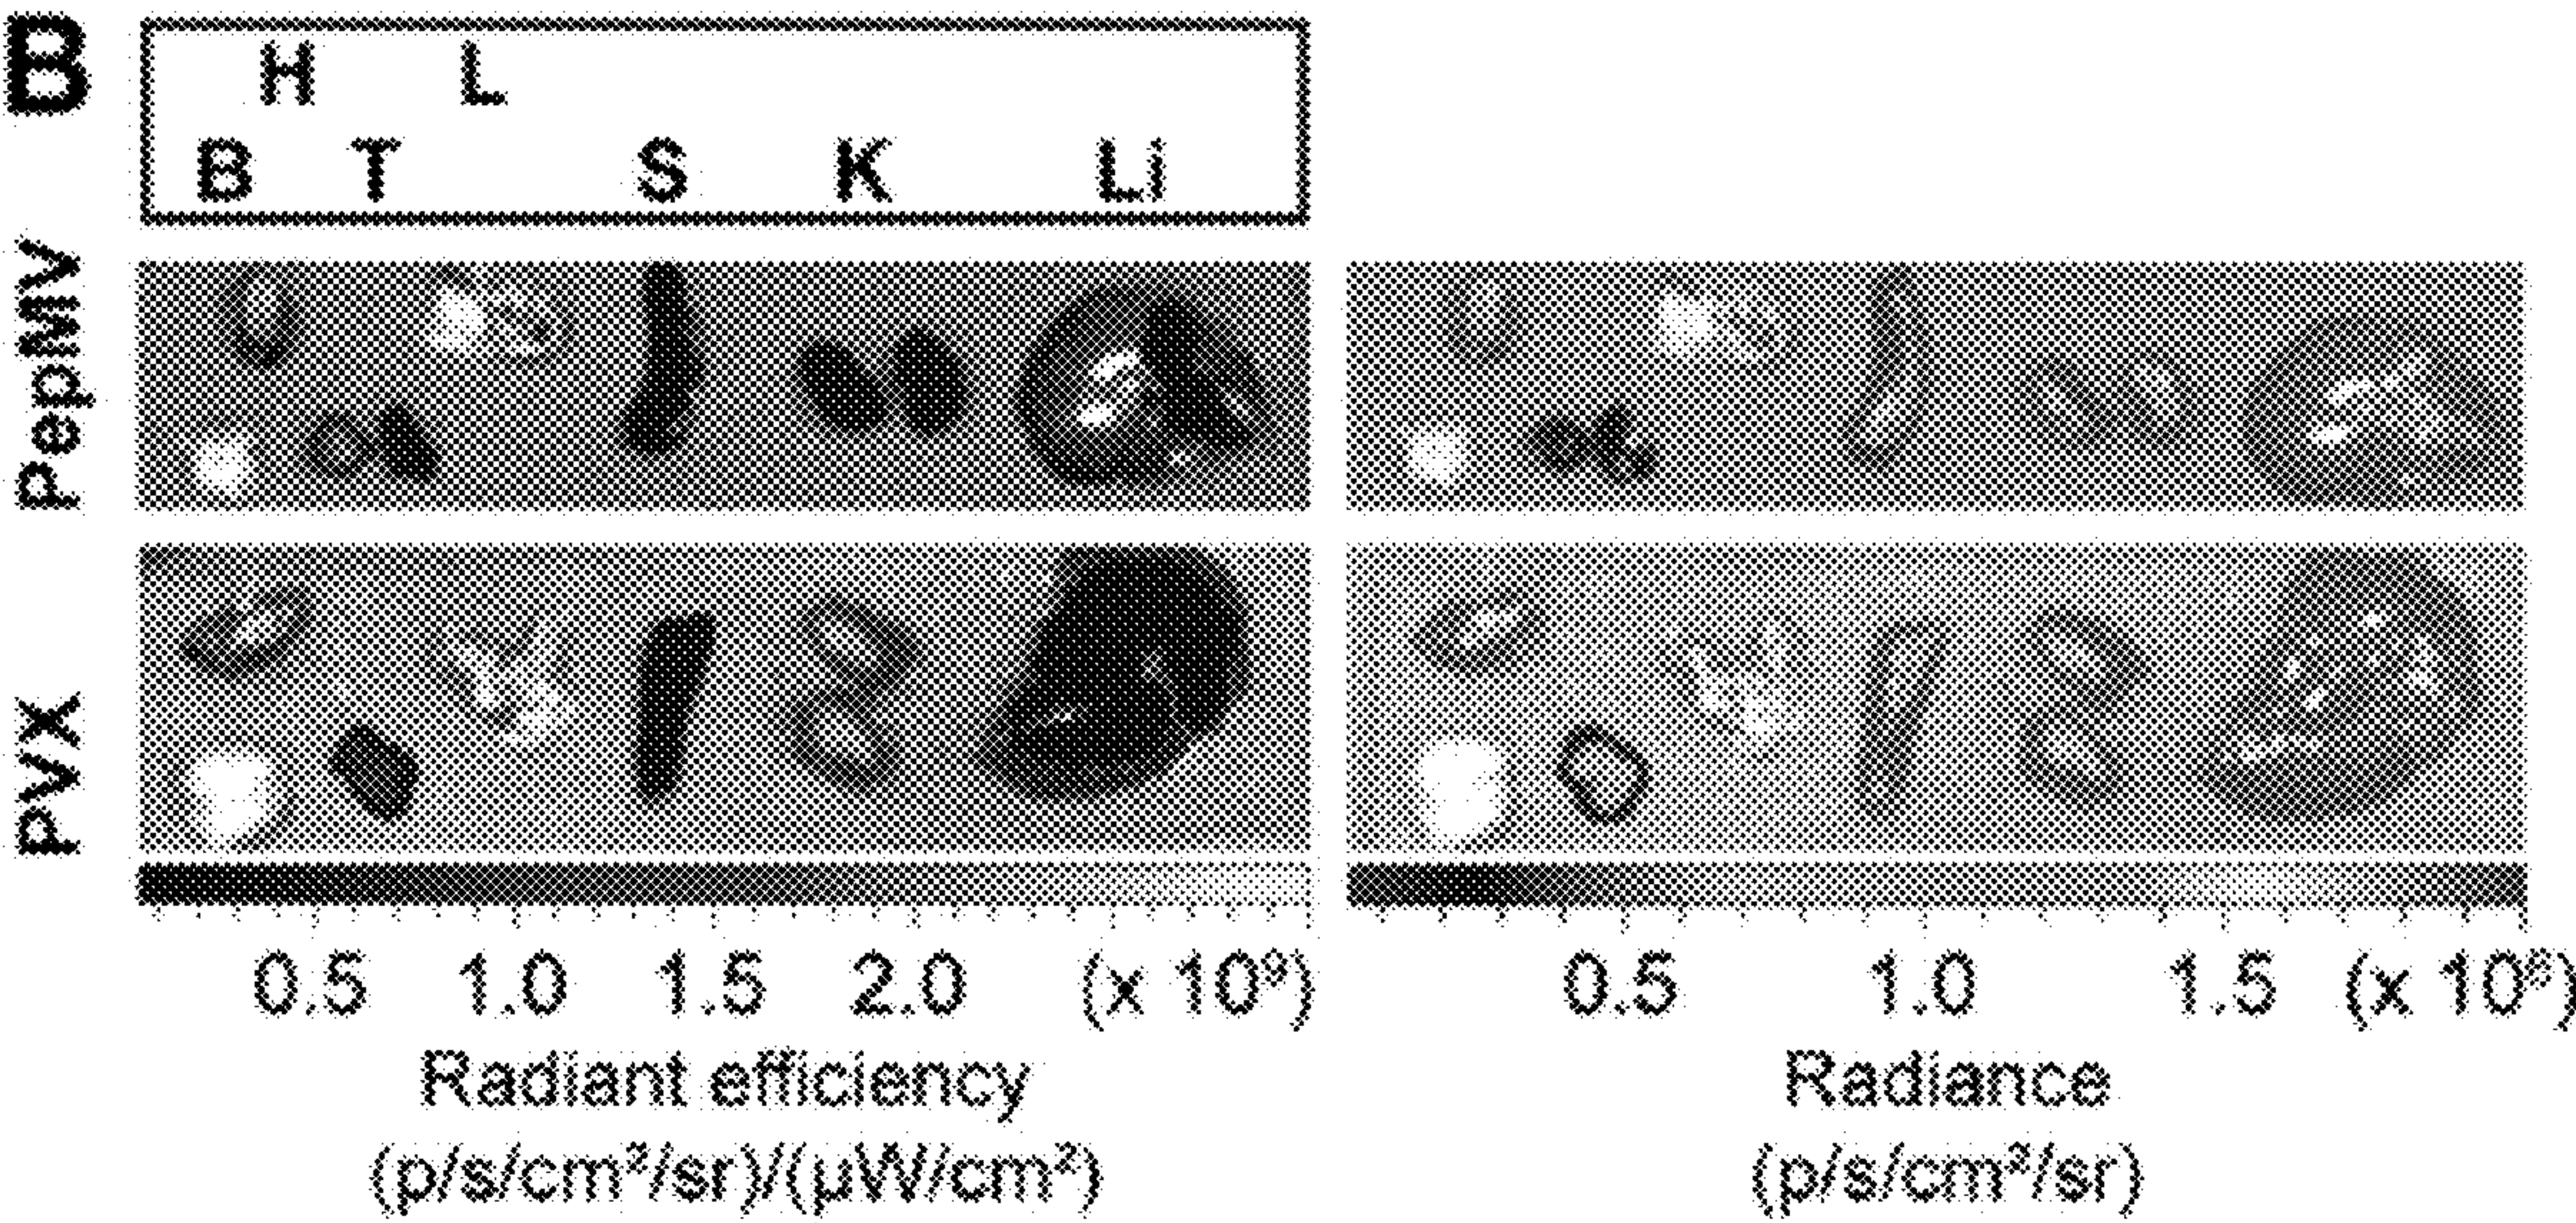 B
H L
B T S K Li
PepMV
PVX
0.5 1.0 1.5 2.0 (x 10⁹)
Radiant efficiency
(p/s/cm²/sr)/(µW/cm²)
0.5 1.0 1.5
Radiance
(p/s/cm²/sr)